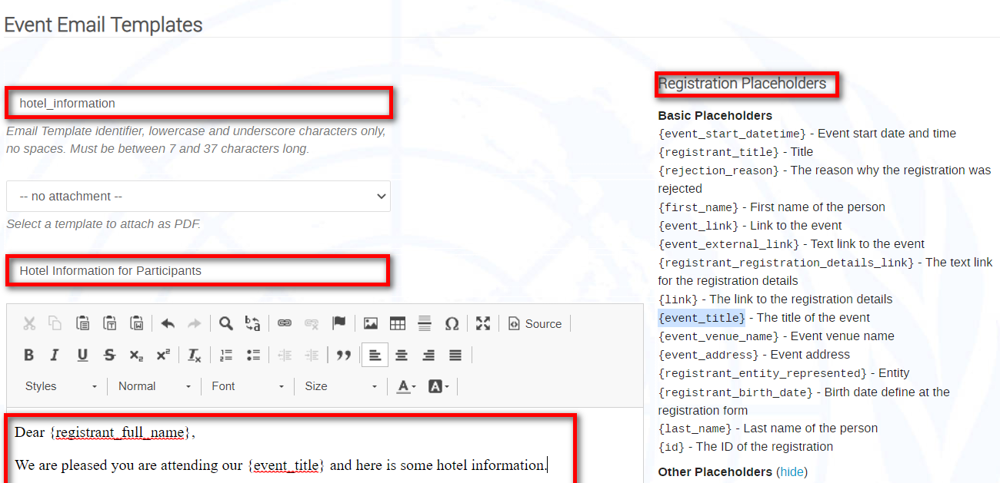 Event Email Templates
hotel_information
Email Template identifier, lowercase and underscore characters only,
no spaces. Must be between 7 and 37 characters long.
-- no attachment --
Select a template to attach as PDF.
Hotel Information for Participants
Source
Styles
Normal
Font
Size
Dear {registrant_full_name},
We are pleased you are attending our {event_title} and here is some hotel information.
Registration Placeholders
Basic Placeholders
{event_start_datetime} - Event start date and time
{registrant_title} - Title
{rejection_reason} - The reason why the registration was
rejected
{first_name} - First name of the person
{event_link} - Link to the event
{event_external_link} - Text link to the event
{registrant_registration_details_link} - The text link
for the registration details
{link} - The link to the registration details
{event_title} - The title of the event
{event_venue_name} - Event venue name
{event_address} - Event address
{registrant_entity_represented} - Entity
{registrant_birth_date} - Birth date define at the
registration form
{last_name} - Last name of the person
{id} - The ID of the registration
Other Placeholders (hide)